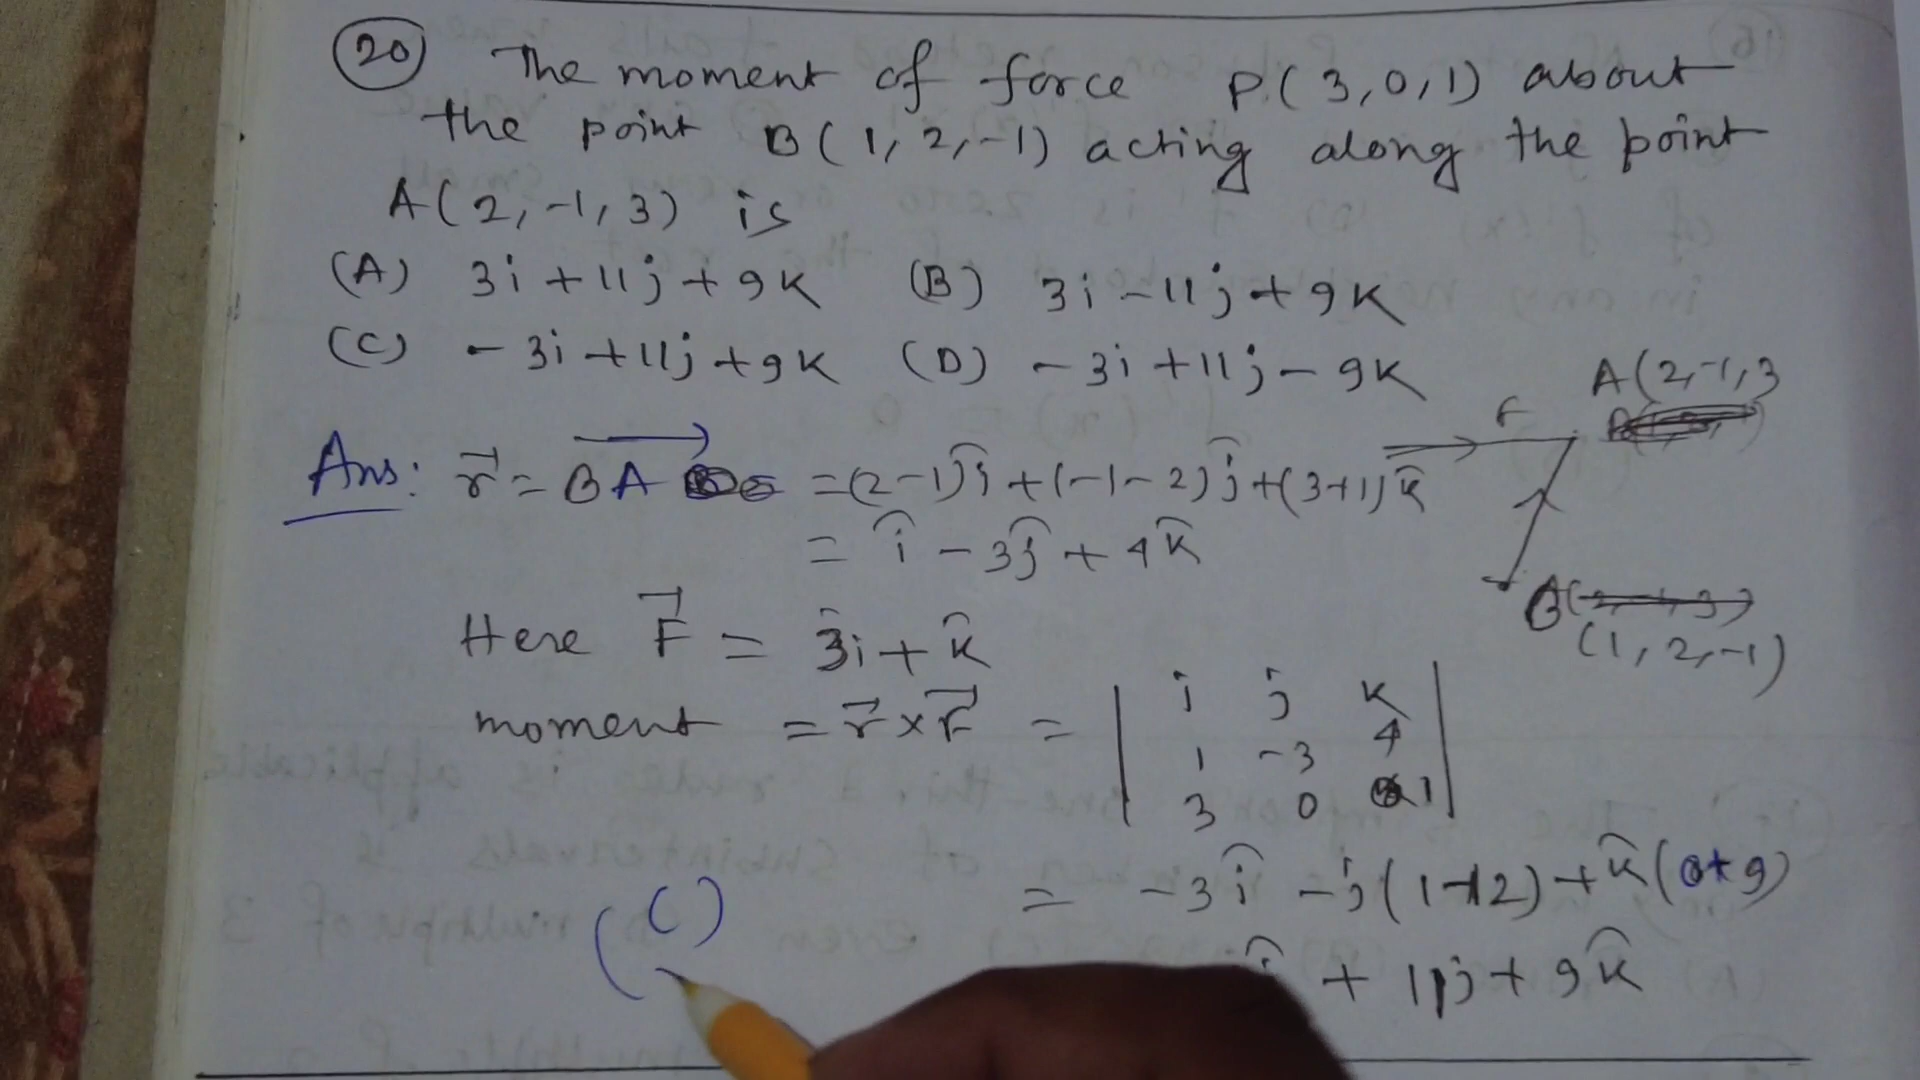 20 The moment of force P.(3,0,1) about
the point B(1,2,-1) acting along the point
A(2,-1,3) is
(A) 3i+11j+9k (B) 3i-11j+9k
(C) -3i+11j+9k (D) -3i+11j-9k
A(2,-1,3
F
Ans: r⃗ = BA = (2-1)î+(-1-2)ĵ+(3+1)k̂
= î - 3ĵ + 4k̂
B
(1,2,-1)
Here F⃗ = 3i + k̂
moment = r⃗ × F⃗ = | i j k
1 -3 4
3 0 1 |
= -3î - j(1-12) + k̂(0+9)
(C)
+ 11j + 9k̂